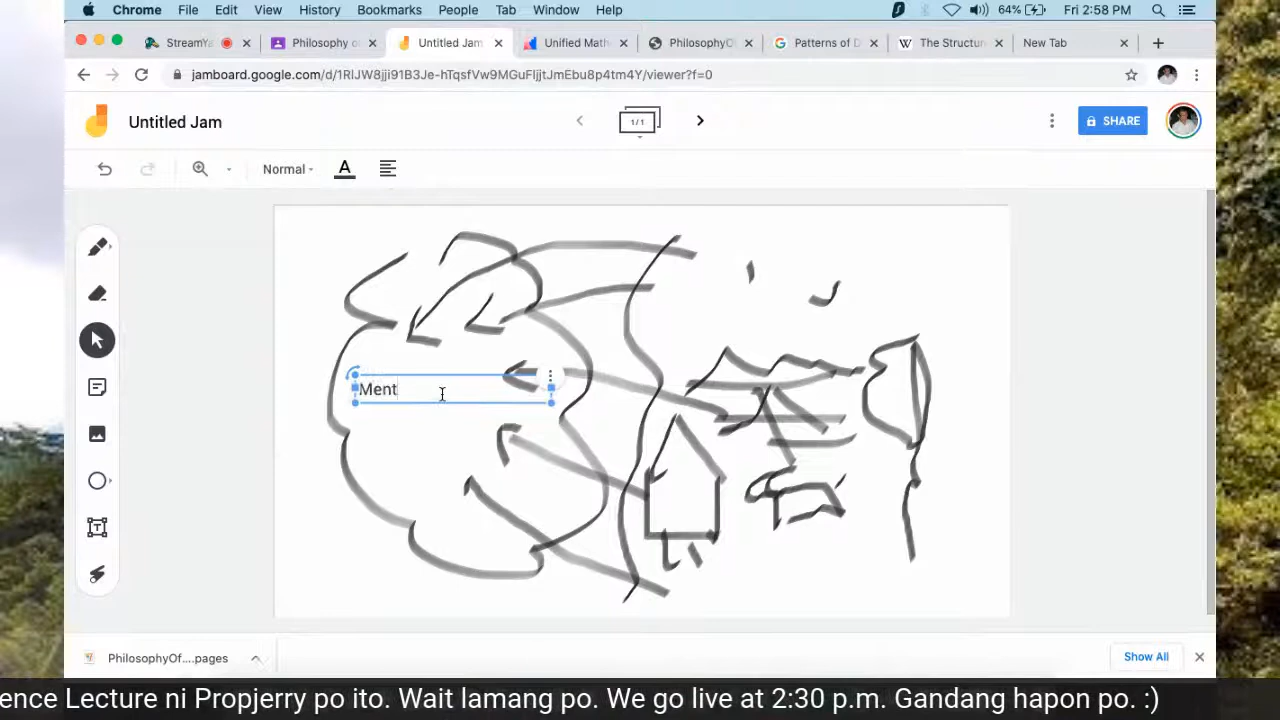 Chrome File Edit View History Bookmarks People Tab Window Help 64% Fri 2:58 PM
StreamYa Philosophy o Untitled Jam Unified Math PhilosophyO Patterns of D The Structur New Tab
jamboard.google.com/d/1RlJW8jji91B3Je-hTqsfVw9MGuFljjtJmEbu8p4tm4Y/viewer?f=0
Untitled Jam 1/1 SHARE
Normal A
Ment
PhilosophyOf....pages Show All
ence Lecture ni Propjerry po ito. Wait lamang po. We go live at 2:30 p.m. Gandang hapon po. :)